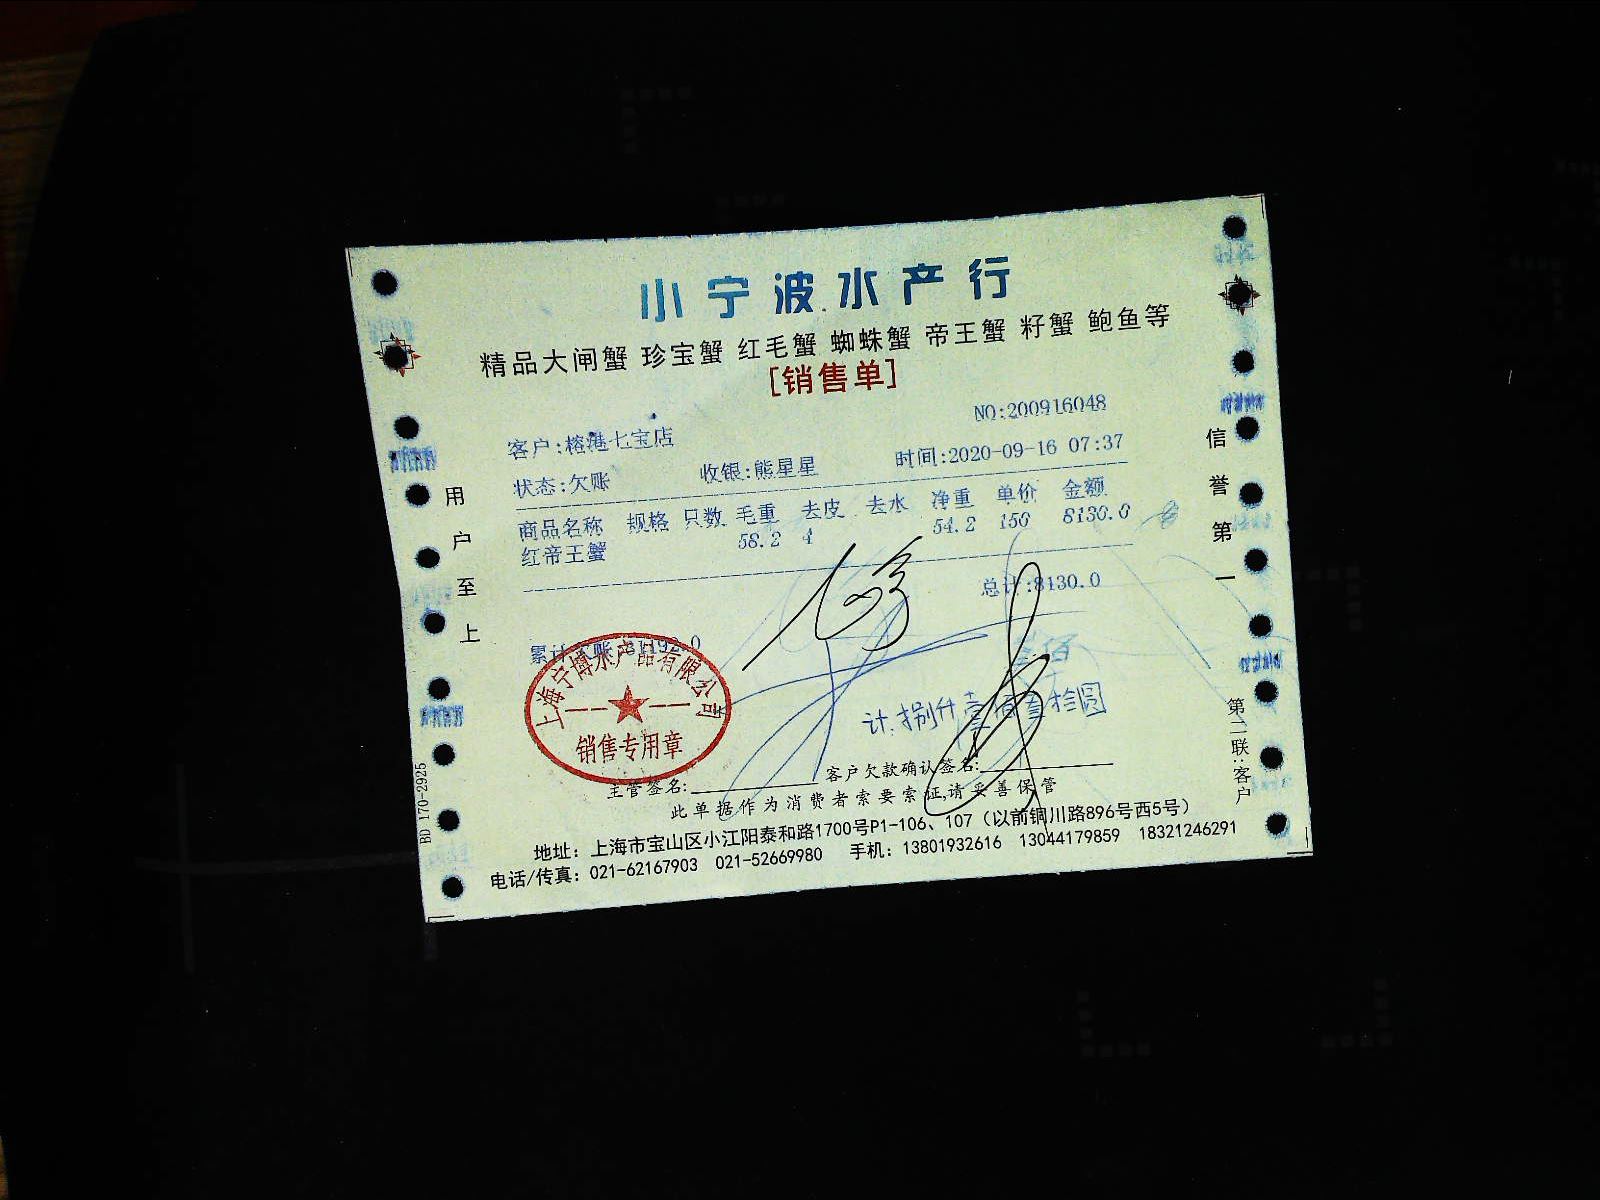 小宁波水产行
精品大闸蟹 珍宝蟹 红毛蟹 蜘蛛蟹 帝王蟹 籽蟹 鲍鱼等
[销售单]
NO:200916048
客户:榕港七宝店
状态:欠账 收银:熊星星 时间:2020-09-16 07:37
商品名称 规格 只数 毛重 去皮 去水 净重 单价 金额
红帝王蟹 58.2 4 54.2 150 8130.0
总计:8130.0
累计欠账
上海宁博水产品有限公司
销售专用章
计:捌仟壹佰叁拾圆
主管签名: 客户欠款确认签名:
此单据作为消费者索要索证,请妥善保管
地址:上海市宝山区小江阳泰和路1700号P1-106、107(以前铜川路896号西5号)
电话/传真:021-62167903 021-52669980 手机:13801932616 13044179859 18321246291
用户至上
信誉第一
第二联:客户
BD 170-2925